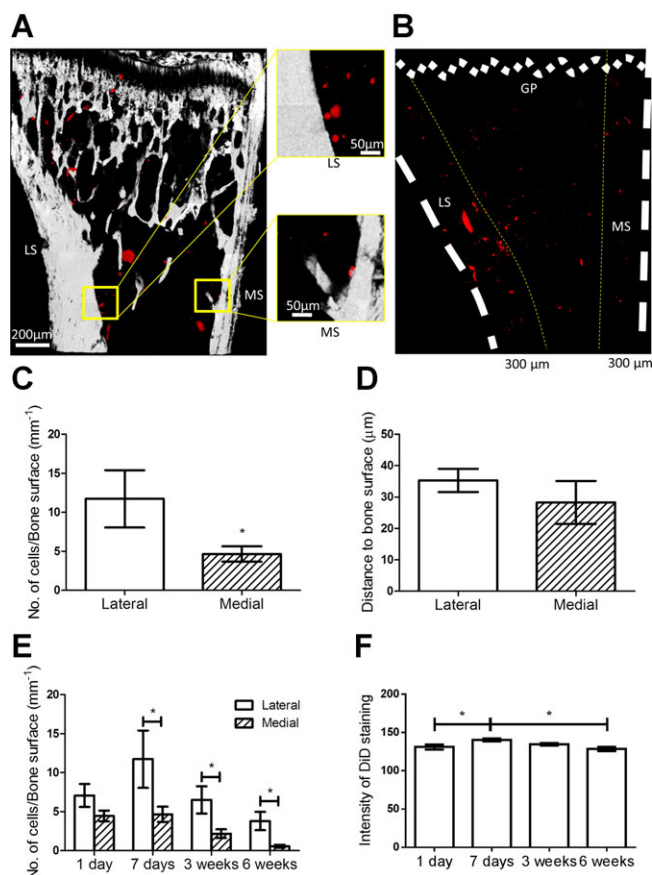 A
B
LS
MS
200µm
50µm
LS
50µm
MS
GP
LS
MS
300 µm
300 µm
C
D
No. of cells/Bone surface (mm⁻¹)
20
15
10
5
0
*
Lateral
Medial
Distance to bone surface (µm)
50
40
30
20
10
0
Lateral
Medial
E
F
No. of cells/Bone surface (mm⁻¹)
20
15
10
5
0
*
*
*
Lateral
Medial
1 day
7 days
3 weeks
6 weeks
Intensity of DiD staining
200
150
100
50
0
*
*
1 day
7 days
3 weeks
6 weeks